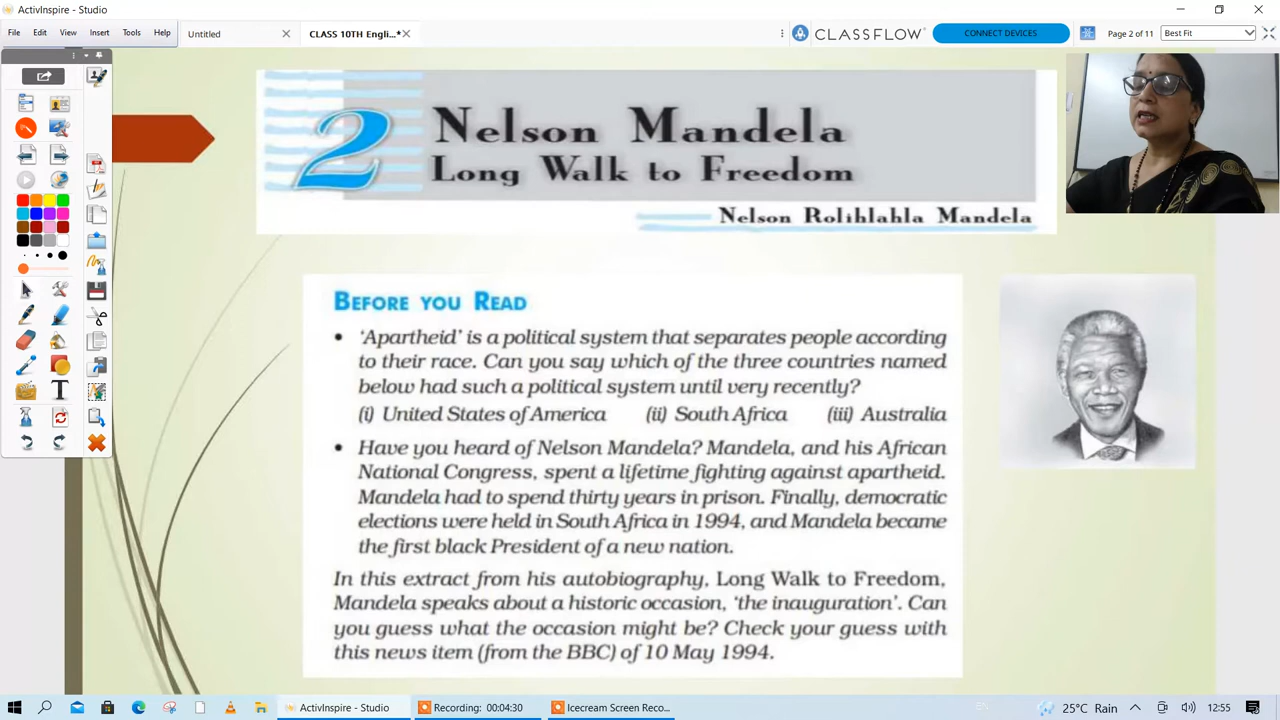 ActivInspire - Studio
File Edit View Insert Tools Help
Untitled
CLASS 10TH Engli...*
CLASSFLOW
CONNECT DEVICES
Page 2 of 11
Best Fit
2
Nelson Mandela
Long Walk to Freedom
Nelson Rolihlahla Mandela
BEFORE YOU READ
• 'Apartheid' is a political system that separates people according
to their race. Can you say which of the three countries named
below had such a political system until very recently?
(i) United States of America (ii) South Africa (iii) Australia
• Have you heard of Nelson Mandela? Mandela, and his African
National Congress, spent a lifetime fighting against apartheid.
Mandela had to spend thirty years in prison. Finally, democratic
elections were held in South Africa in 1994, and Mandela became
the first black President of a new nation.
In this extract from his autobiography, Long Walk to Freedom,
Mandela speaks about a historic occasion, 'the inauguration'. Can
you guess what the occasion might be? Check your guess with
this news item (from the BBC) of 10 May 1994.
ActivInspire - Studio
Recording: 00:04:30
Icecream Screen Reco...
EN
25°C Rain
12:55